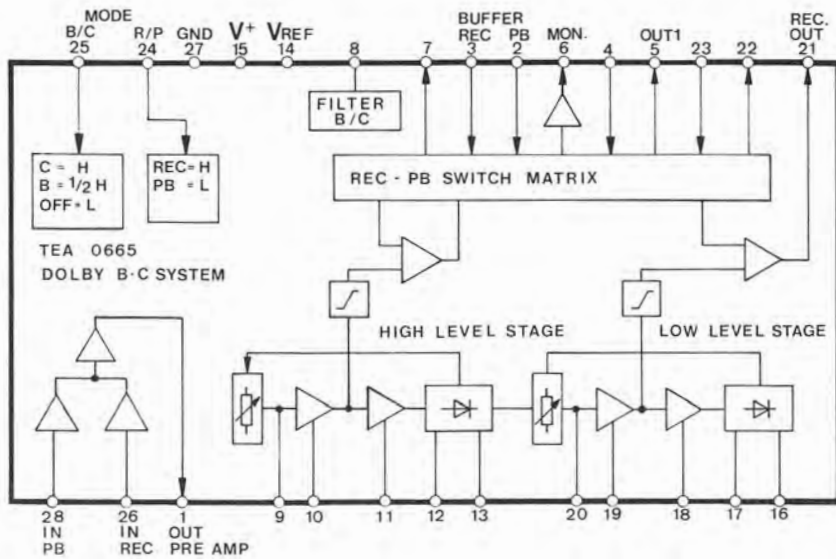 MODE
B/C
R/P
GND
V+
VREF
BUFFER
REC
PB
MON.
OUT1
REC.
OUT
25
24
27
15
14
8
7
3
2
6
4
5
23
22
21
FILTER
B/C
C = H
B = 1/2 H
OFF=L
REC=H
PB =L
REC - PB SWITCH MATRIX
TEA 0665
DOLBY B·C SYSTEM
HIGH LEVEL STAGE
LOW LEVEL STAGE
28
IN
PB
26
IN
REC
1
OUT
PRE AMP
9
10
11
12
13
20
19
18
17
16